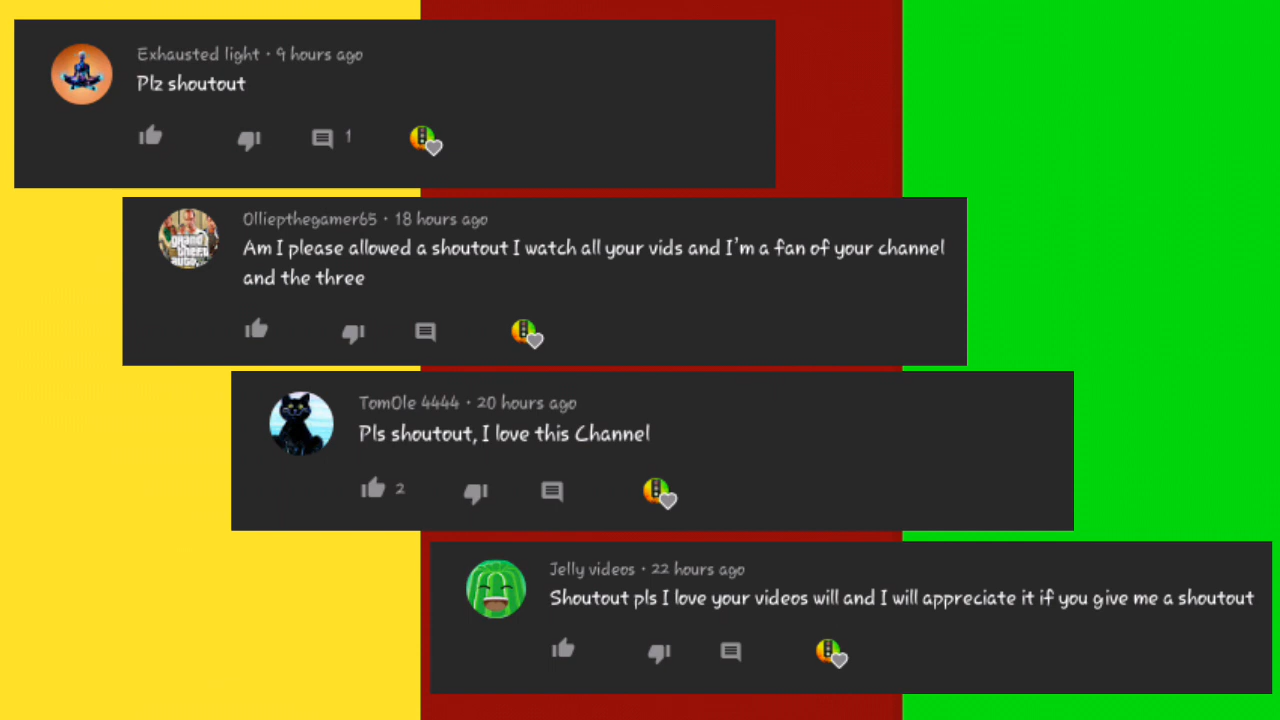 Exhausted light · 9 hours ago
Plz shoutout
1
Olliepthegamer65 · 18 hours ago
grand
theft
auto
Am I please allowed a shoutout I watch all your vids and I'm a fan of your channel
and the three
TomOle 4444 · 20 hours ago
Pls shoutout, I love this Channel
2
Jelly videos · 22 hours ago
Shoutout pls I love your videos will and I will appreciate it if you give me a shoutout